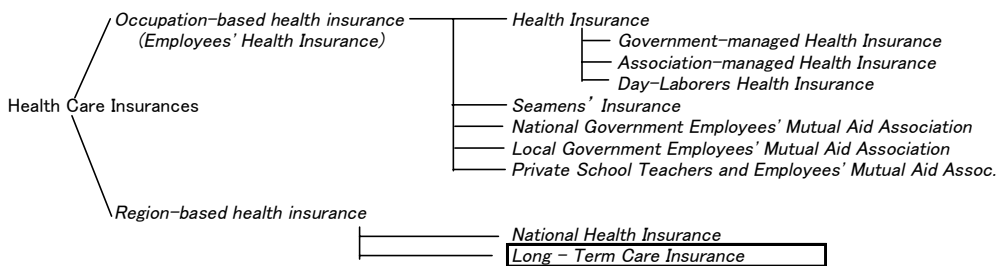 Occupation-based health insurance
(Employees' Health Insurance)
Health Insurance
Government-managed Health Insurance
Association-managed Health Insurance
Day-Laborers Health Insurance
Health Care Insurances
Seamens' Insurance
National Government Employees' Mutual Aid Association
Local Government Employees' Mutual Aid Association
Private School Teachers and Employees' Mutual Aid Assoc.
Region-based health insurance
National Health Insurance
Long - Term Care Insurance